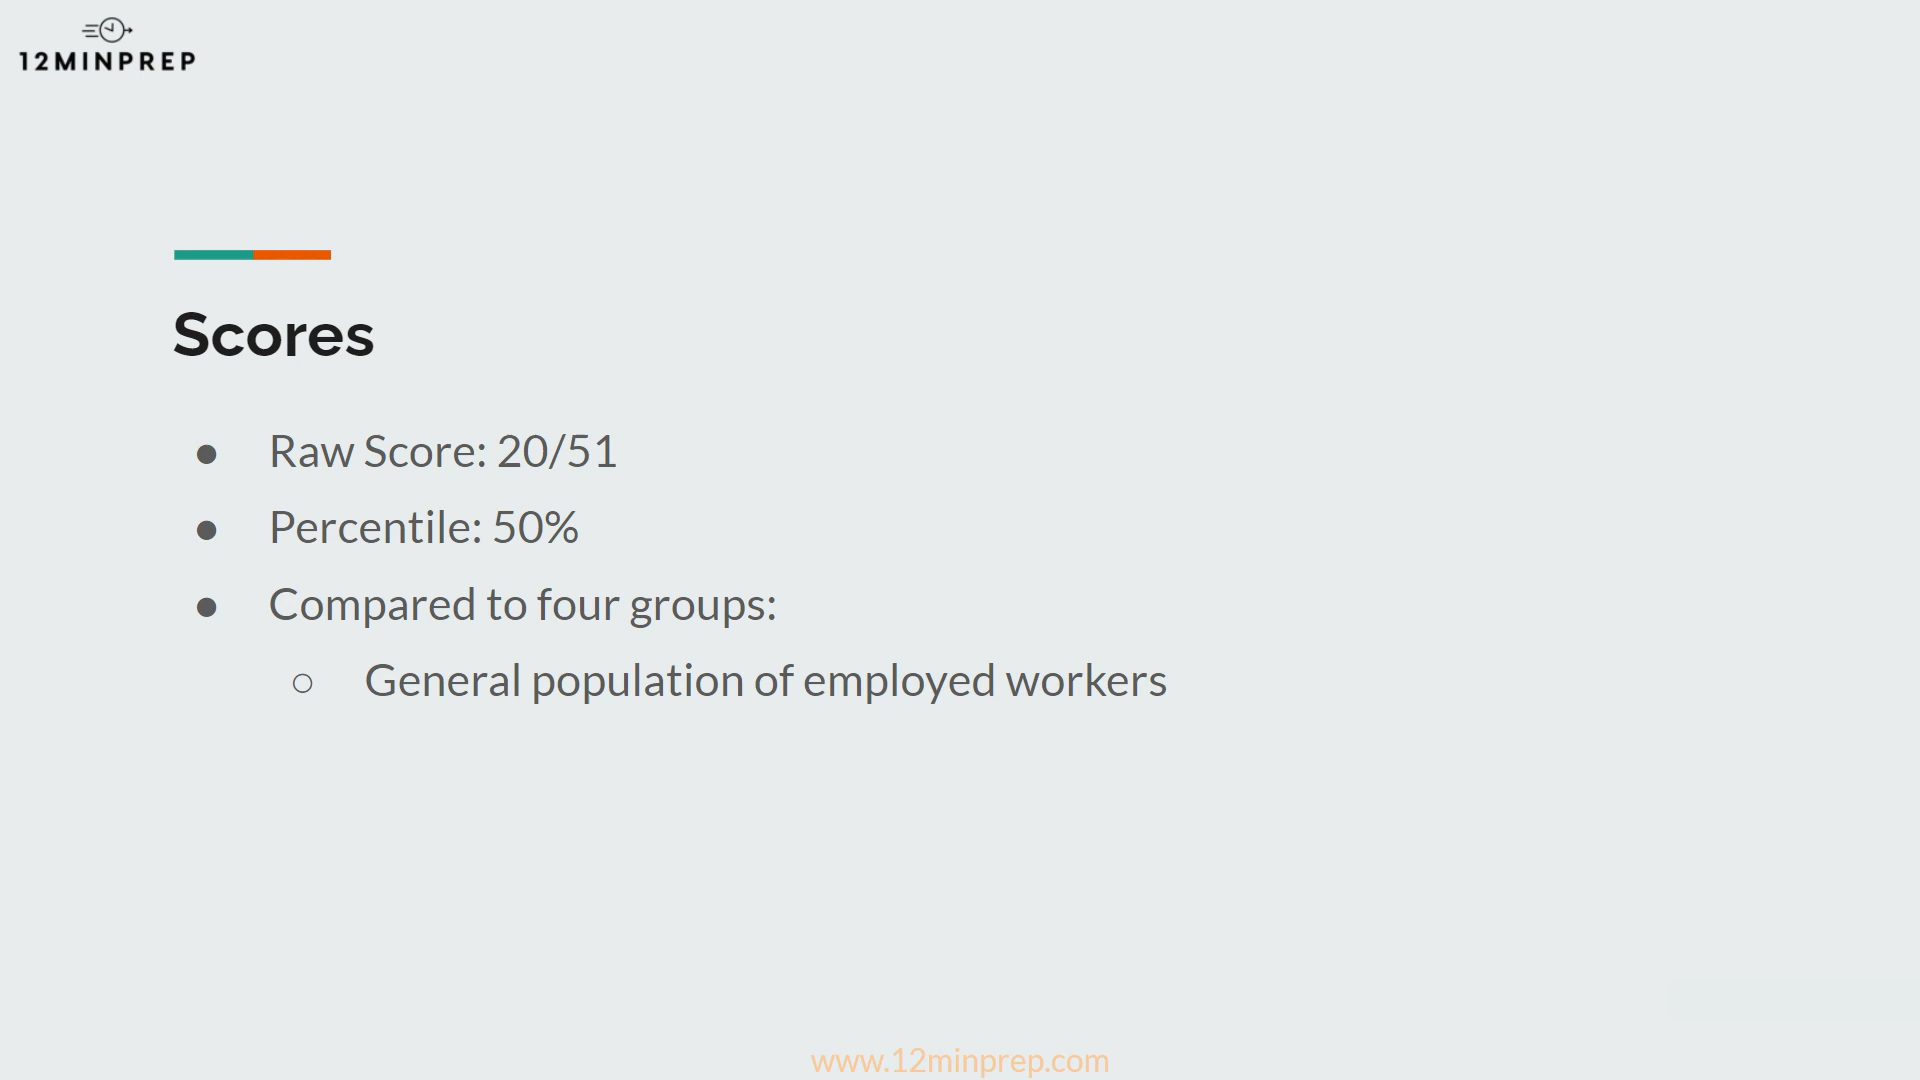 12MINPREP
Scores
● Raw Score: 20/51
● Percentile: 50%
● Compared to four groups:
○ General population of employed workers
www.12minprep.com